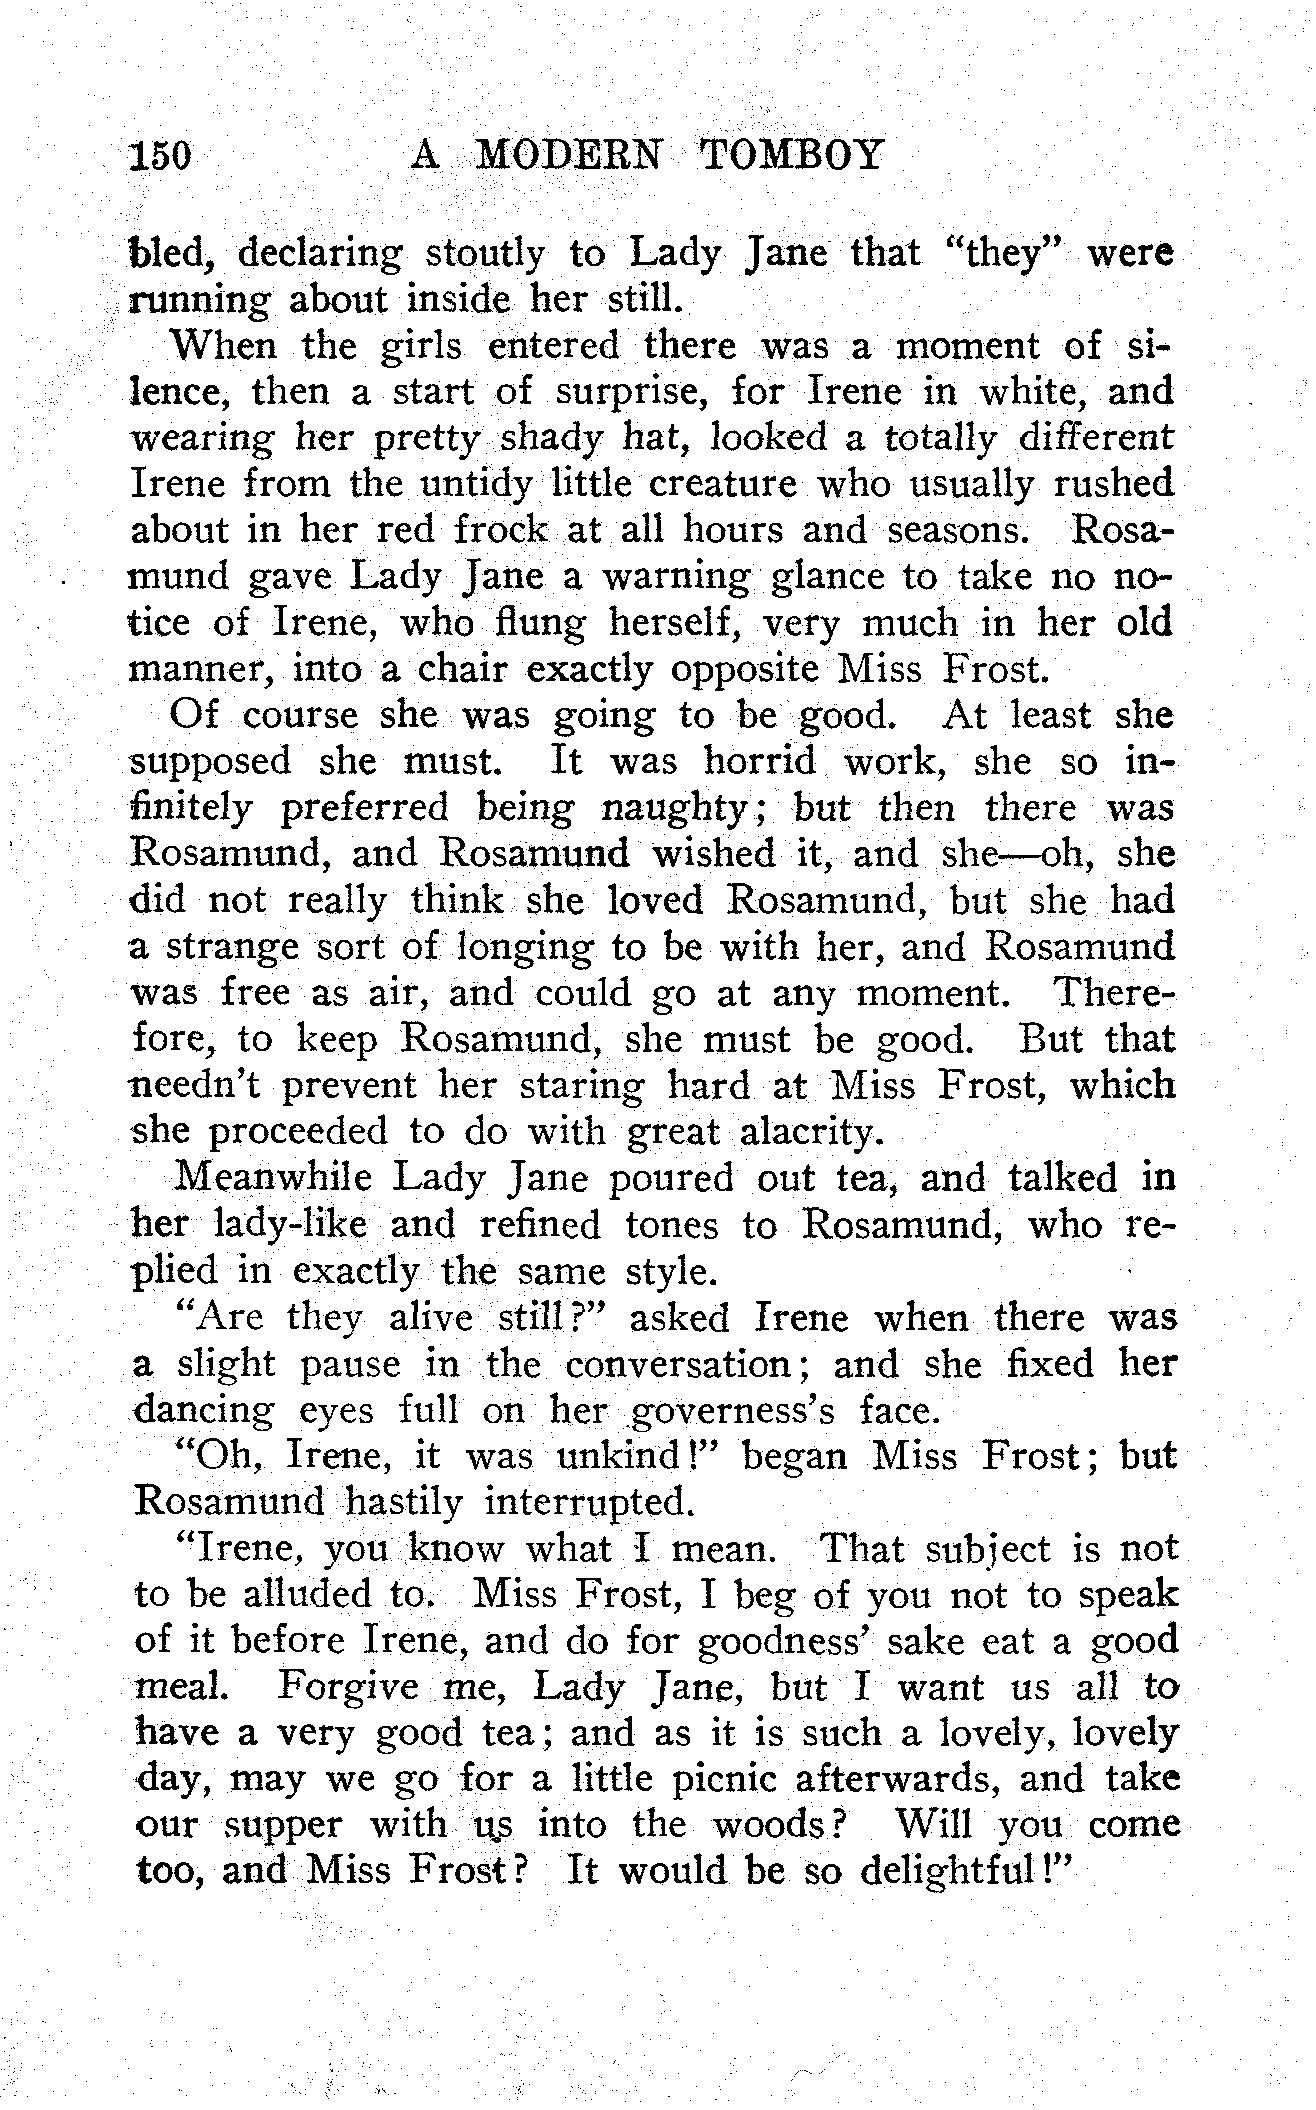 150 A MODERN TOMBOY
bled, declaring stoutly to Lady Jane that “they” were
running about inside her still.
When the girls entered there was a moment of si-
lence, then a start of surprise, for Irene in white, and
wearing her pretty shady hat, looked a totally different
Irene from the untidy little creature who usually rushed
about in her red frock at all hours and seasons. Rosa-
mund gave Lady Jane a warning glance to take no no-
tice of Irene, who flung herself, very much in her old
manner, into a chair exactly opposite Miss Frost.
Of course she was going to be good. At least she
supposed she must. It was horrid work, she so in-
finitely preferred being naughty; but then there was
Rosamund, and Rosamund wished it, and she—oh, she
did not really think she loved Rosamund, but she had
a strange sort of longing to be with her, and Rosamund
was free as air, and could go at any moment. There-
fore, to keep Rosamund, she must be good. But that
needn’t prevent her staring hard at Miss Frost, which
she proceeded to do with great alacrity.
Meanwhile Lady Jane poured out tea, and talked in
her lady-like and refined tones to Rosamund, who re-
plied in exactly the same style.
“Are they alive still?” asked Irene when there was
a slight pause in the conversation; and she fixed her
dancing eyes full on her governess’s face.
“Oh, Irene, it was unkind!” began Miss Frost; but
Rosamund hastily interrupted.
“Irene, you know what I mean. That subject is not
to be alluded to. Miss Frost, I beg of you not to speak
of it before Irene, and do for goodness’ sake eat a good
meal. Forgive me, Lady Jane, but I want us all to
have a very good tea; and as it is such a lovely, lovely
day, may we go for a little picnic afterwards, and take
our supper with us into the woods? Will you come
too, and Miss Frost? It would be so delightful!”